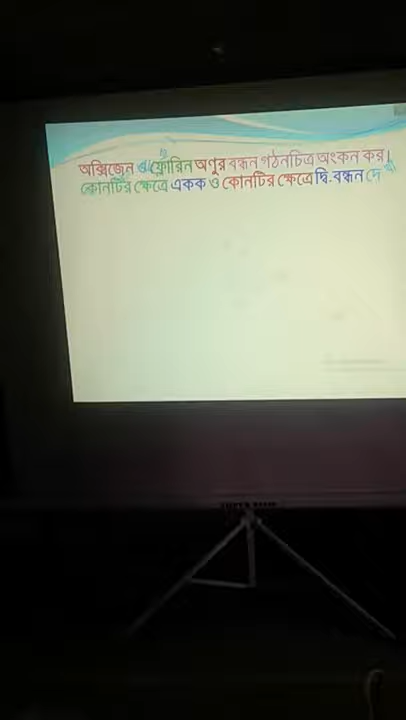 অক্সিজেন ও ফ্লোরিন অণুর বন্ধন গঠনচিত্র অংকন কর।
কোনটির ক্ষেত্রে একক ও কোনটির ক্ষেত্রে দ্বি-বন্ধন